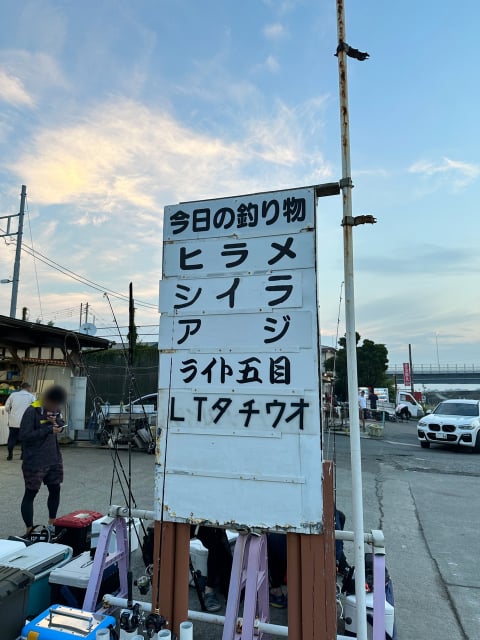 今日の釣り物
ヒラメ
シイラ
アジ
ライト五目
LTタチウオ